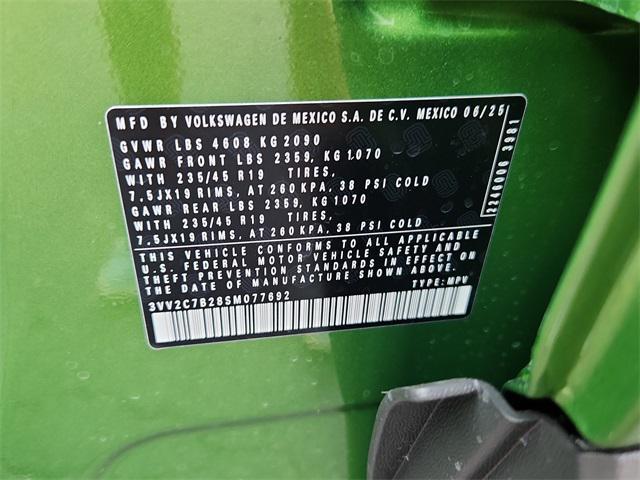 MFD BY VOLKSWAGEN DE MEXICO S.A. DE C.V. MEXICO 06/25
GVWR LBS 4608 KG 2090
GAWR FRONT LBS 2359, KG 1070
WITH 235/45 R19 TIRES,
7.5JX19 RIMS, AT 260 KPA, 38 PSI COLD
GAWR REAR LBS 2359, KG 1070
WITH 235/45 R19 TIRES,
7.5JX19 RIMS, AT 260 KPA, 38 PSI COLD
THIS VEHICLE CONFORMS TO ALL APPLICABLE
U.S. FEDERAL MOTOR VEHICLE SAFETY AND
THEFT PREVENTION STANDARDS IN EFFECT ON
THE DATE OF MANUFACTURE SHOWN ABOVE.
3VV2C7B28SM077692 TYPE: MPV
2246006 3981